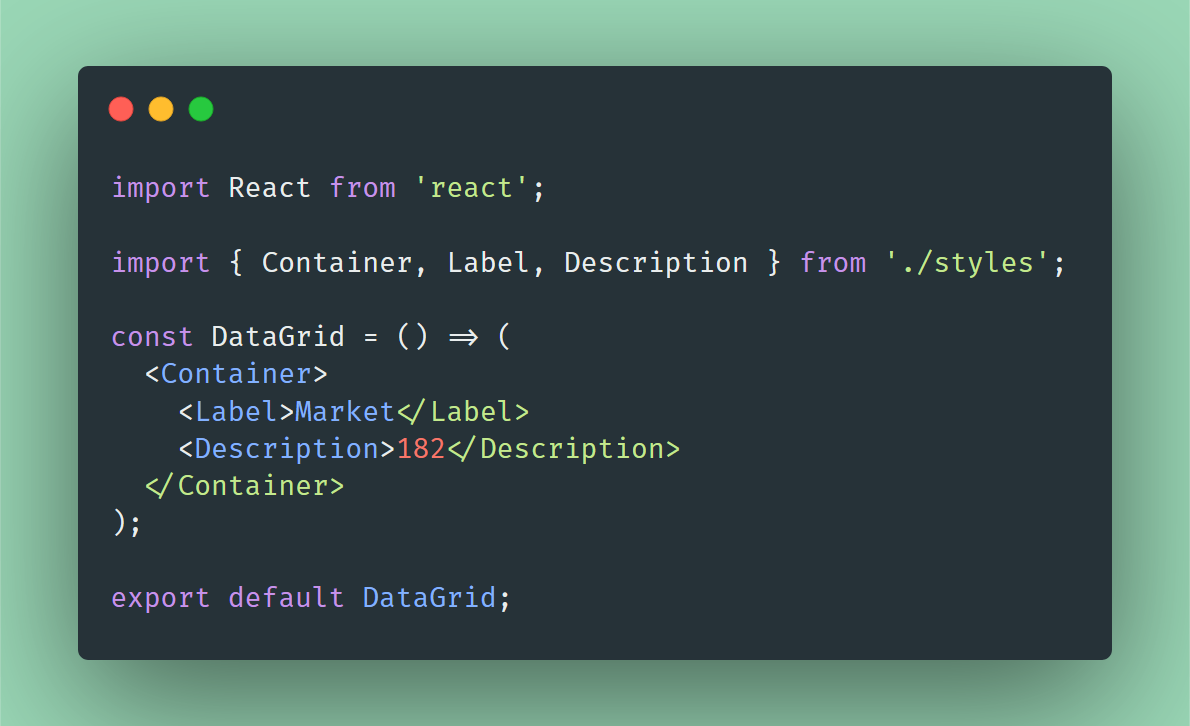 import React from 'react';
import { Container, Label, Description } from './styles';
const DataGrid = () => (
  <Container>
    <Label>Market</Label>
    <Description>182</Description>
  </Container>
);
export default DataGrid;